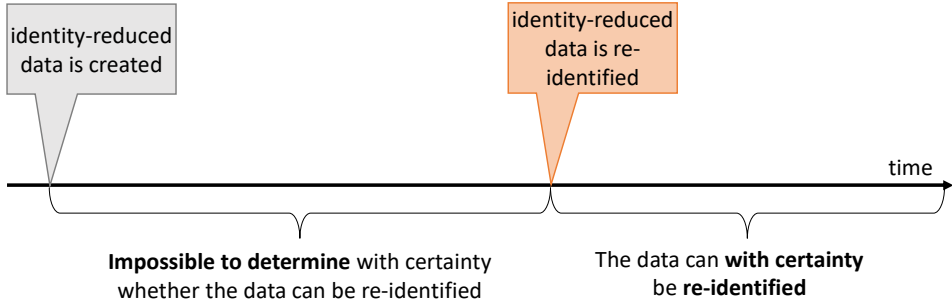 identity-reduced
data is created
identity-reduced
data is re-
identified
time
Impossible to determine with certainty
whether the data can be re-identified
The data can with certainty
be re-identified